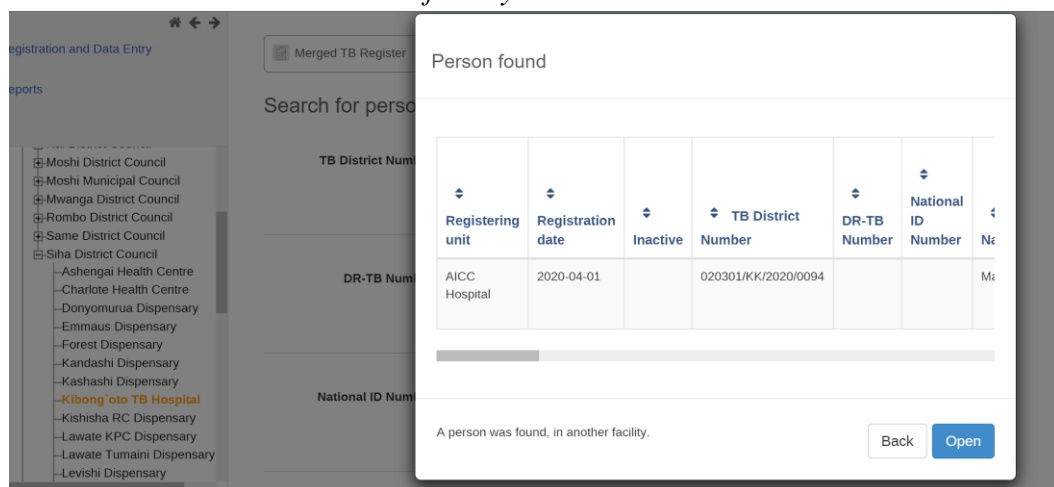 egistration and Data Entry
eports
Moshi District Council
Moshi Municipal Council
Mwanga District Council
Rombo District Council
Same District Council
Siha District Council
Ashengai Health Centre
Charlote Health Centre
Donyomurua Dispensary
Emmaus Dispensary
Forest Dispensary
Kandashi Dispensary
Kashashi Dispensary
Kibong`oto TB Hospital
Kishisha RC Dispensary
Lawate KPC Dispensary
Lawate Tumaini Dispensary
Levishi Dispensary
Merged TB Register
Search for perso
TB District Num
DR-TB Num
National ID Num
Person found
Registering unit
Registration date
Inactive
TB District Number
DR-TB Number
National ID Number
Na
AICC Hospital
2020-04-01
020301/KK/2020/0094
Ma
A person was found, in another facility.
Back
Open